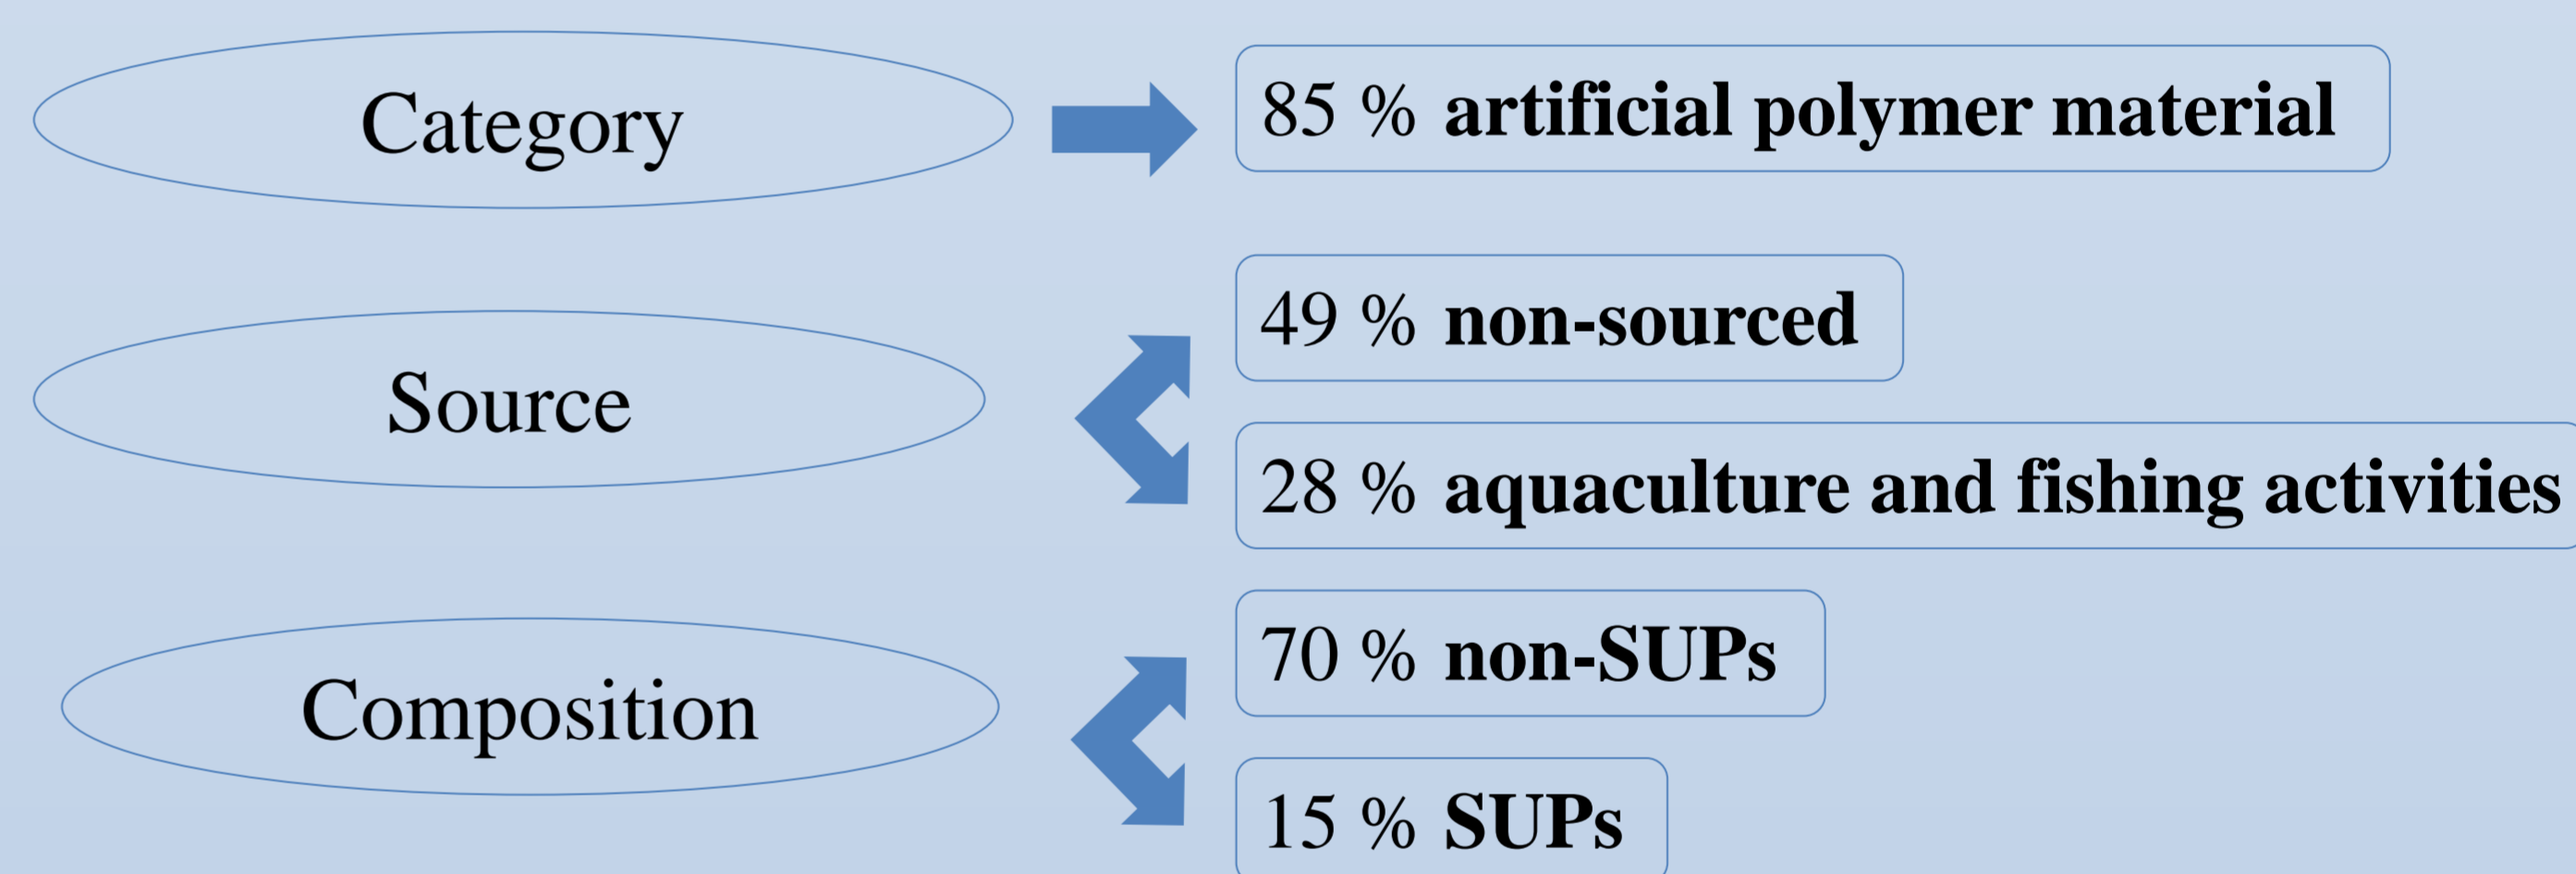 Category
85 % artificial polymer material
Source
49 % non-sourced
28 % aquaculture and fishing activities
Composition
70 % non-SUPs
15 % SUPs